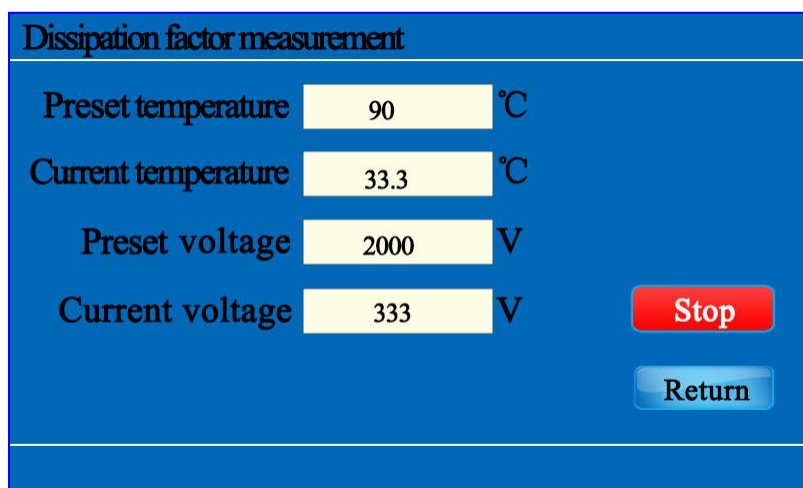 Dissipation factor measurement
Preset temperature 90 ℃
Current temperature 33.3 ℃
Preset voltage 2000 V
Current voltage 333 V
Stop
Return